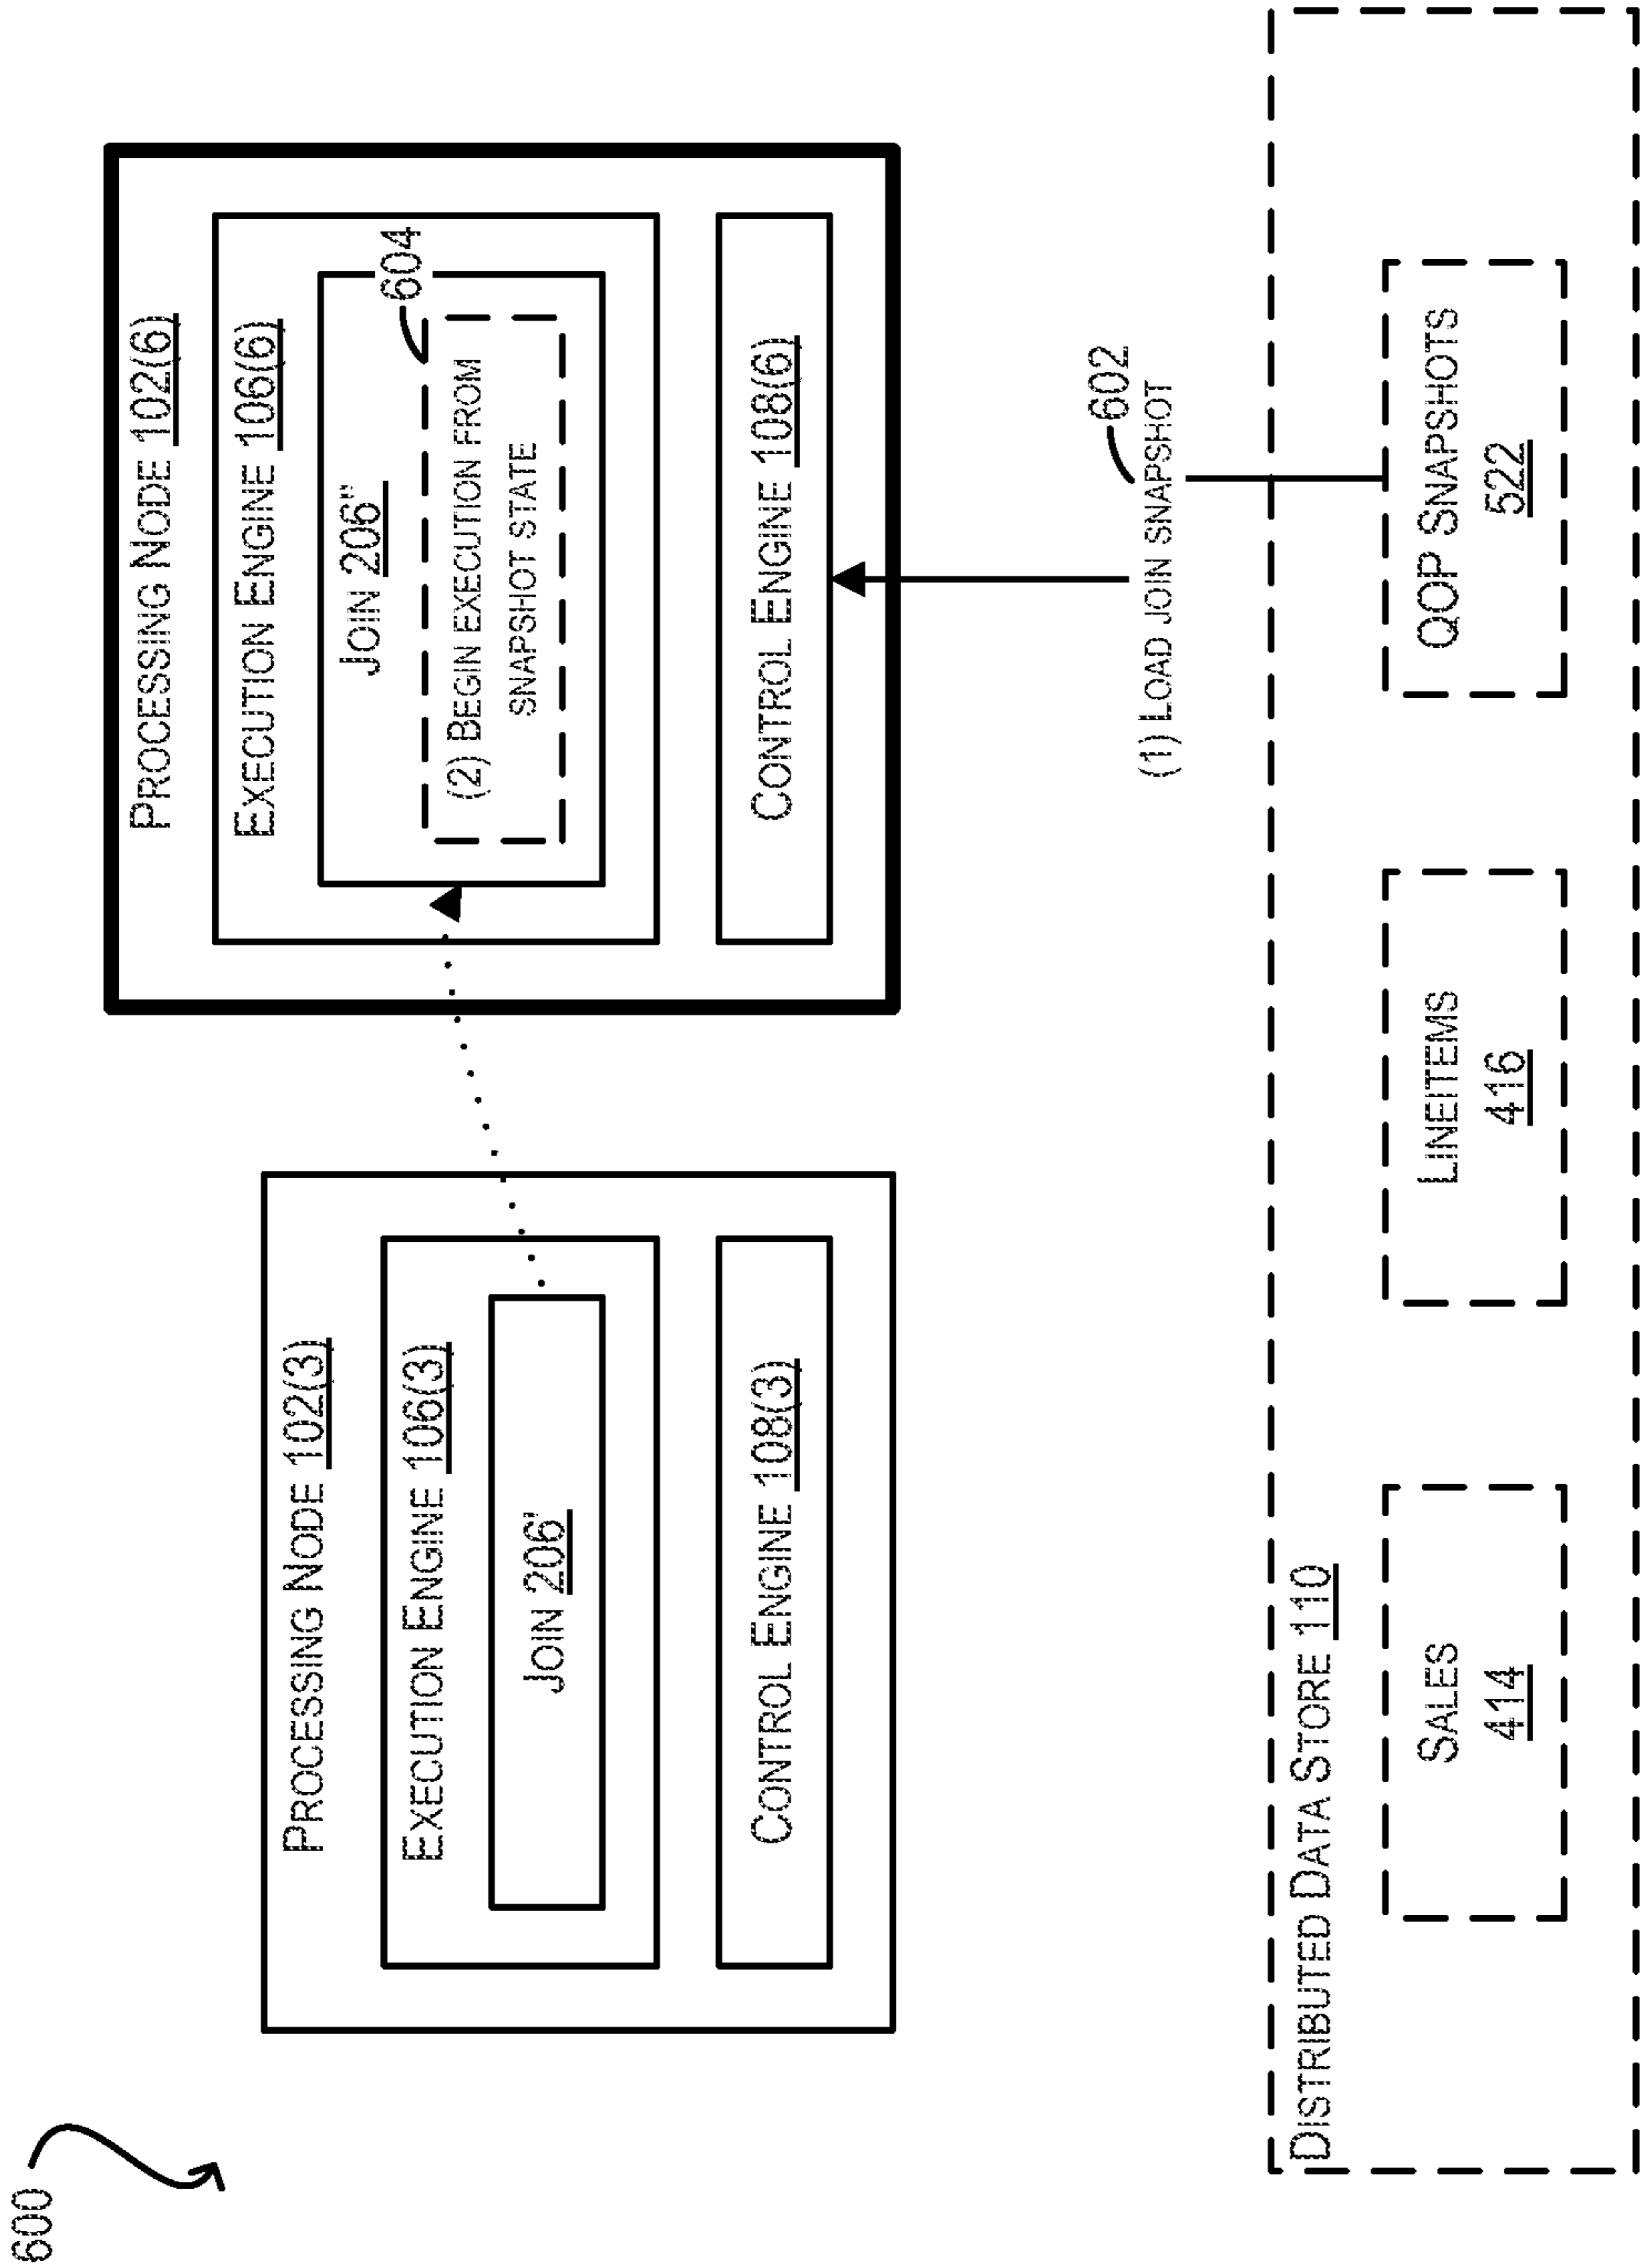 600
PROCESSING NODE 102(3)
EXECUTION ENGINE 106(3)
JOIN 206'
CONTROL ENGINE 108(3)
PROCESSING NODE 102(6)
EXECUTION ENGINE 106(6)
JOIN 206"
604
(2) BEGIN EXECUTION FROM
SNAPSHOT STATE
CONTROL ENGINE 108(6)
602
(1) LOAD JOIN SNAPSHOT
DISTRIBUTED DATA STORE 110
SALES
414
LINEITEMS
416
QOP SNAPSHOTS
522